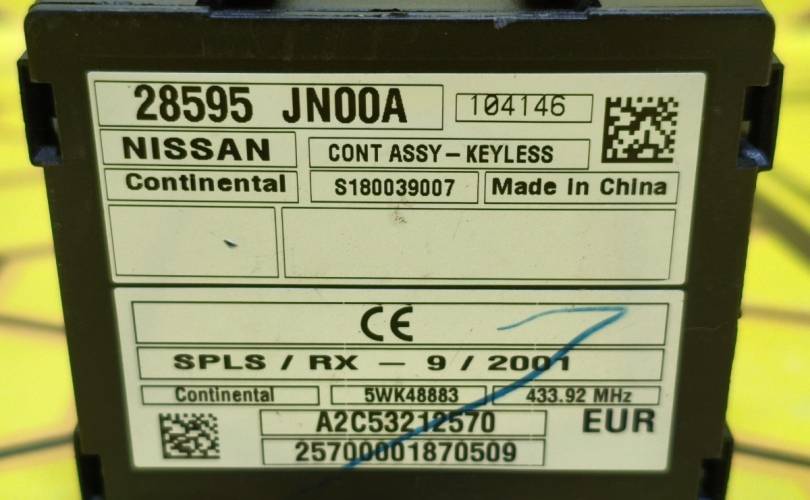 28595 JN00A 104146
NISSAN CONT ASSY-KEYLESS
Continental S180039007 Made In China
CE
SPLS / RX - 9 / 2001
Continental 5WK48883 433.92 MHz
A2C53212570 EUR
25700001870509